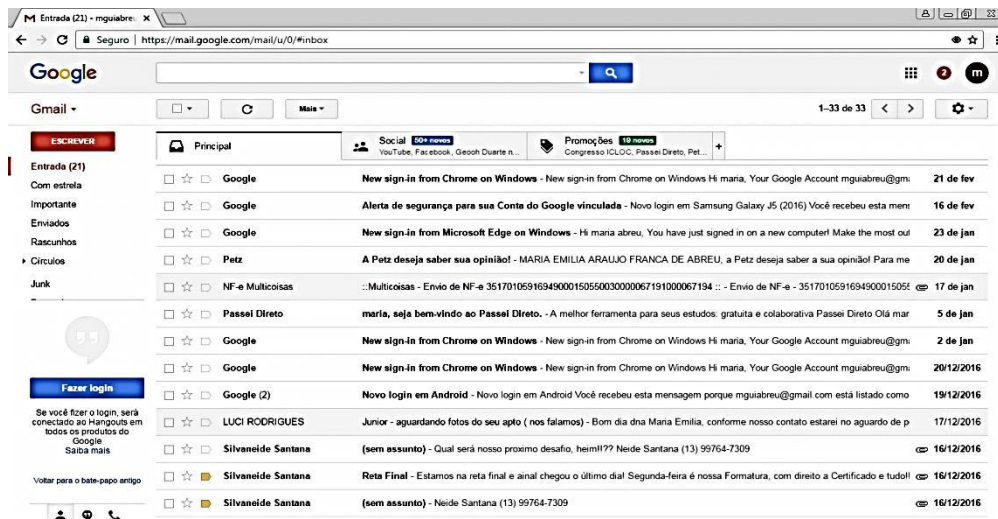 Entrada (21) - mguiabreu
Seguro | https://mail.google.com/mail/u/0/#inbox
Google
2
m
Gmail
Mais
1–33 de 33
ESCREVER
Entrada (21)
Com estrela
Importante
Enviados
Rascunhos
Círculos
Junk
Principal
Social 50+ novos
YouTube, Facebook, Geooh Duarte n...
Promoções 19 novos
Congresso ICLOC, Passei Direto, Pet...
+
Google New sign-in from Chrome on Windows - New sign-in from Chrome on Windows Hi maria, Your Google Account mguiabreu@gm 21 de fev
Google Alerta de segurança para sua Conta do Google vinculada - Novo login em Samsung Galaxy J5 (2016) Você recebeu esta mens 16 de fev
Google New sign-in from Microsoft Edge on Windows - Hi maria abreu, You have just signed in on a new computer! Make the most out 23 de jan
Petz A Petz deseja saber sua opinião! - MARIA EMILIA ARAUJO FRANCA DE ABREU, a Petz deseja saber a sua opinião! Para me 20 de jan
NF-e Multicoisas ::Multicoisas - Envio de NF-e 17 de jan
Passei Direto maria, seja bem-vindo ao Passei Direto. - A melhor ferramenta para seus estudos: gratuita e colaborativa Passei Direto Olá mar 5 de jan
Google New sign-in from Chrome on Windows - New sign-in from Chrome on Windows Hi maria, Your Google Account mguiabreu@gm 2 de jan
Google New sign-in from Chrome on Windows - New sign-in from Chrome on Windows Hi maria, Your Google Account mguiabreu@gm 20/12/2016
Google (2) Novo login em Android - Novo login em Android Você recebeu esta mensagem porque mguiabreu@gmail.com está listado como 19/12/2016
LUCI RODRIGUES Junior - aguardando fotos do seu apto ( nos falamos) - Bom dia dna Maria Emilia, conforme nosso contato estarei no aguardo de p 17/12/2016
Silvaneide Santana (sem assunto) - Qual será nosso proximo desafio, heim!!?? Neide Santana (13) 99764-7309 16/12/2016
Silvaneide Santana Reta Final - Estamos na reta final e ainal chegou o último dia! Segunda-feira é nossa Formatura, com direito a Certificado e tudo!! 16/12/2016
Silvaneide Santana (sem assunto) - Neide Santana (13) 99764-7309 16/12/2016
Fazer login
Se você fizer o login, será
conectado ao Hangouts em
todos os produtos do
Google
Saiba mais
Voltar para o bate-papo antigo